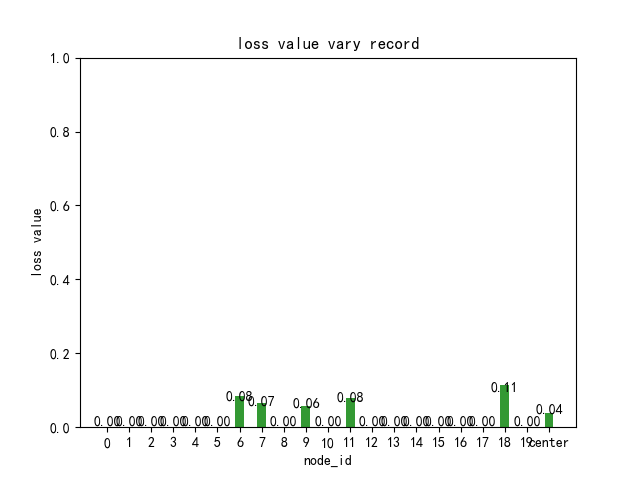 loss value vary record
1.0
0.8
0.6
0.4
0.2
0.0
loss value
0.00 0.00 0.00 0.00 0.00 0.00 0.08 0.07 0.00 0.06 0.00 0.08 0.00 0.00 0.00 0.00 0.00 0.00 0.11 0.00 0.04
0 1 2 3 4 5 6 7 8 9 10 11 12 13 14 15 16 17 18 19 center
node_id